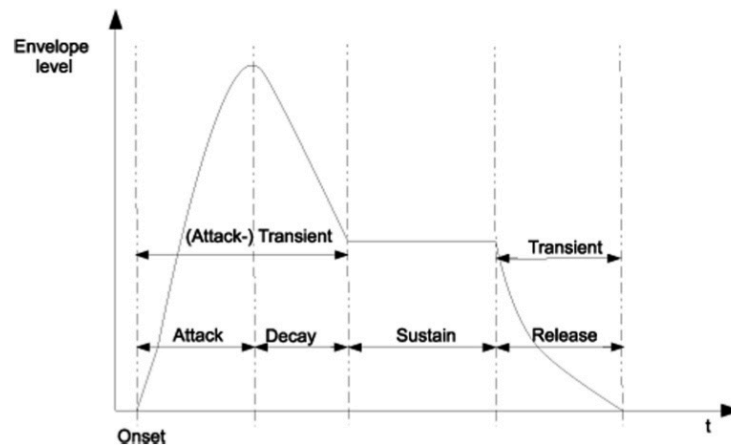 Envelope
level
(Attack-) Transient
Transient
Attack
Decay
Sustain
Release
t
Onset